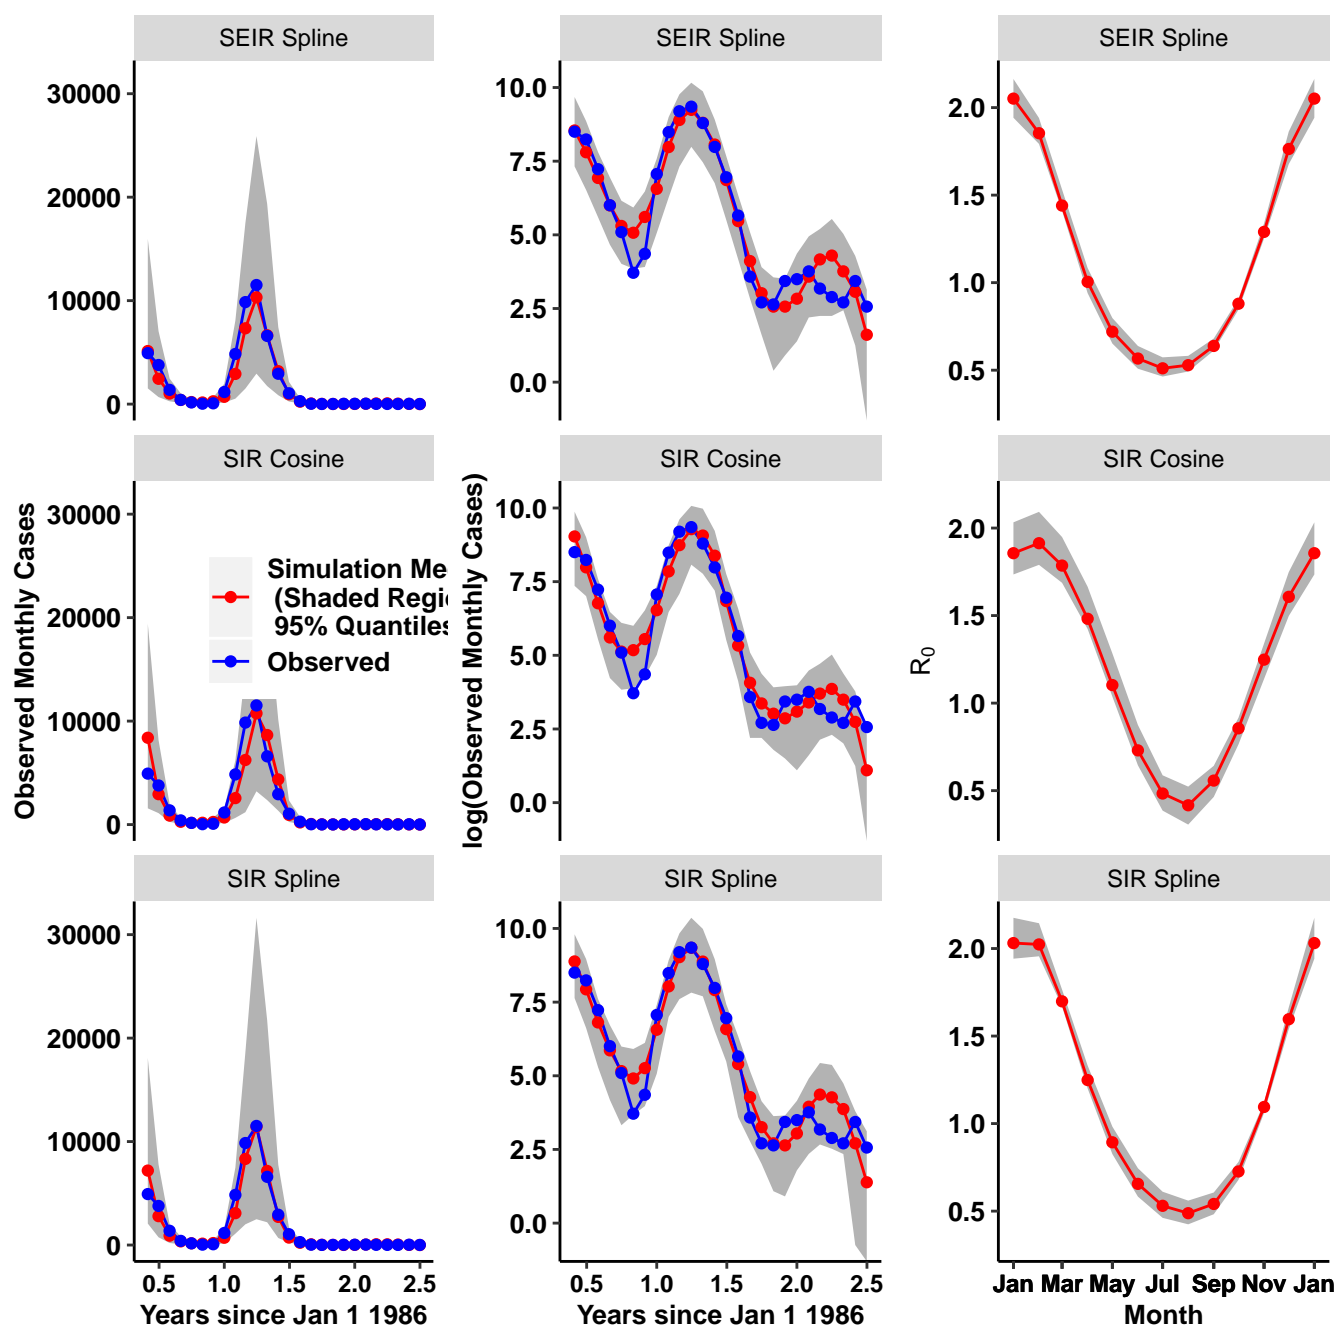 SEIR Spline
SEIR Spline
SEIR Spline
30000
20000
10000
0
10.0
7.5
5.0
2.5
0.0
2.0
1.5
1.0
0.5
SIR Cosine
SIR Cosine
SIR Cosine
Observed Monthly Cases
30000
20000
10000
0
Simulation Me
(Shaded Regi
95% Quantiles
Observed
log(Observed Monthly Cases)
10.0
7.5
5.0
2.5
0.0
R0
2.0
1.5
1.0
0.5
SIR Spline
SIR Spline
SIR Spline
30000
20000
10000
0
10.0
7.5
5.0
2.5
0.0
2.0
1.5
1.0
0.5
0.5 1.0 1.5 2.0 2.5
Years since Jan 1 1986
0.5 1.0 1.5 2.0 2.5
Years since Jan 1 1986
Jan Mar May Jul Sep Nov Jan
Month